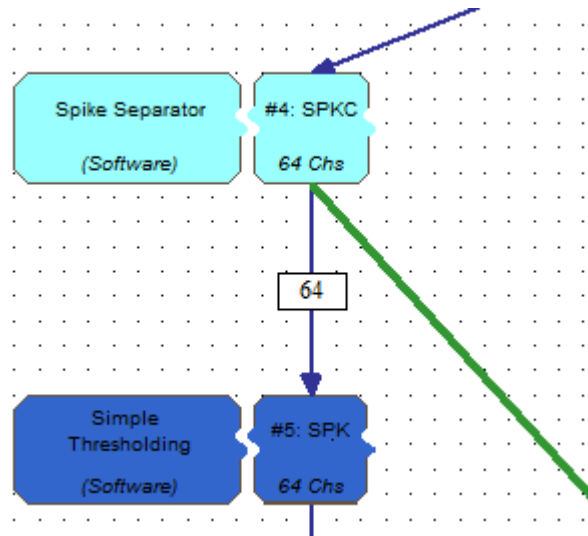 Spike Separator
(Software)
#4: SPKC
64 Chs
64
Simple
Thresholding
(Software)
#5: SPK
64 Chs